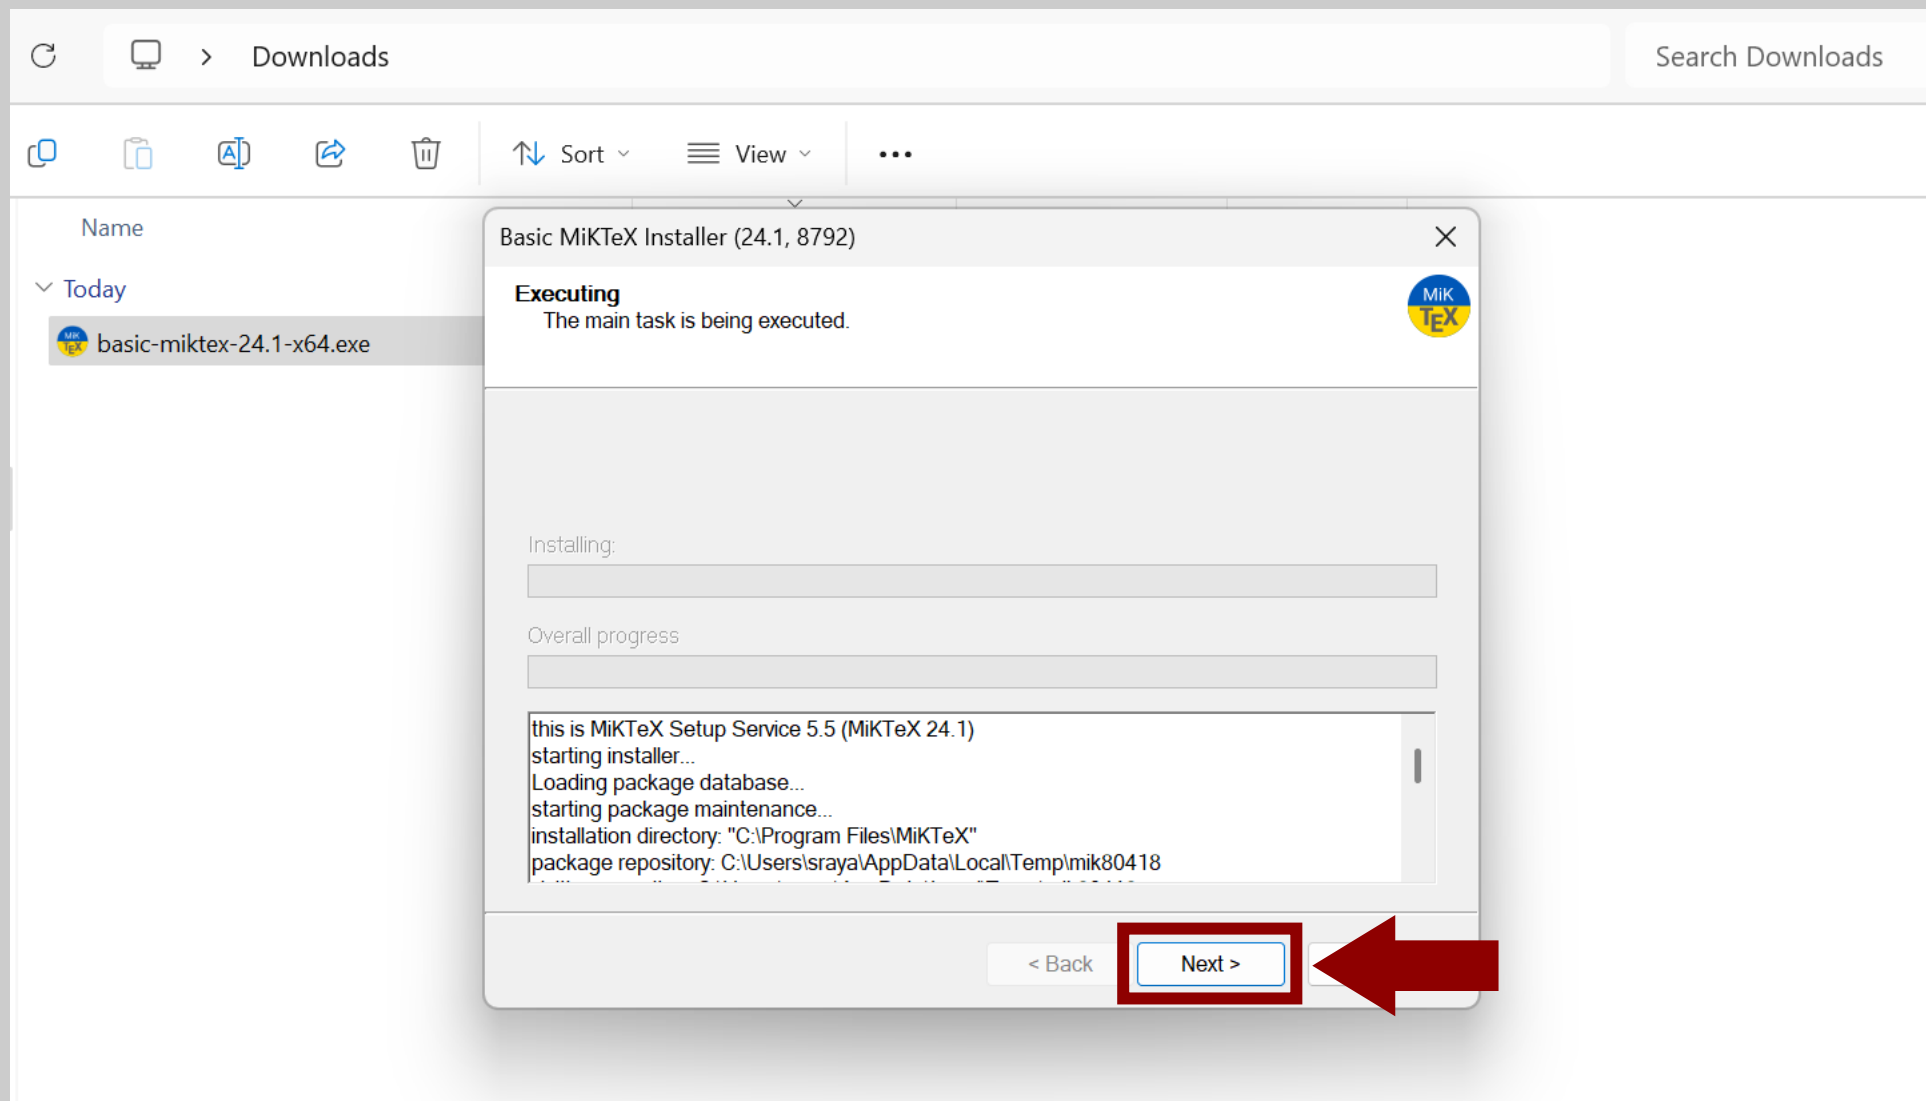 Downloads
Search Downloads
Sort
View
Name
Basic MiKTeX Installer (24.1, 8792)
Today
Executing
The main task is being executed.
MiK
TEX
MiK
TEX
basic-miktex-24.1-x64.exe
Installing:
Overall progress
this is MiKTeX Setup Service 5.5 (MiKTeX 24.1)
starting installer...
Loading package database...
starting package maintenance...
installation directory: "C:\Program Files\MiKTeX"
package repository: C:\Users\sraya\AppData\Local\Temp\mik80418
< Back
Next >